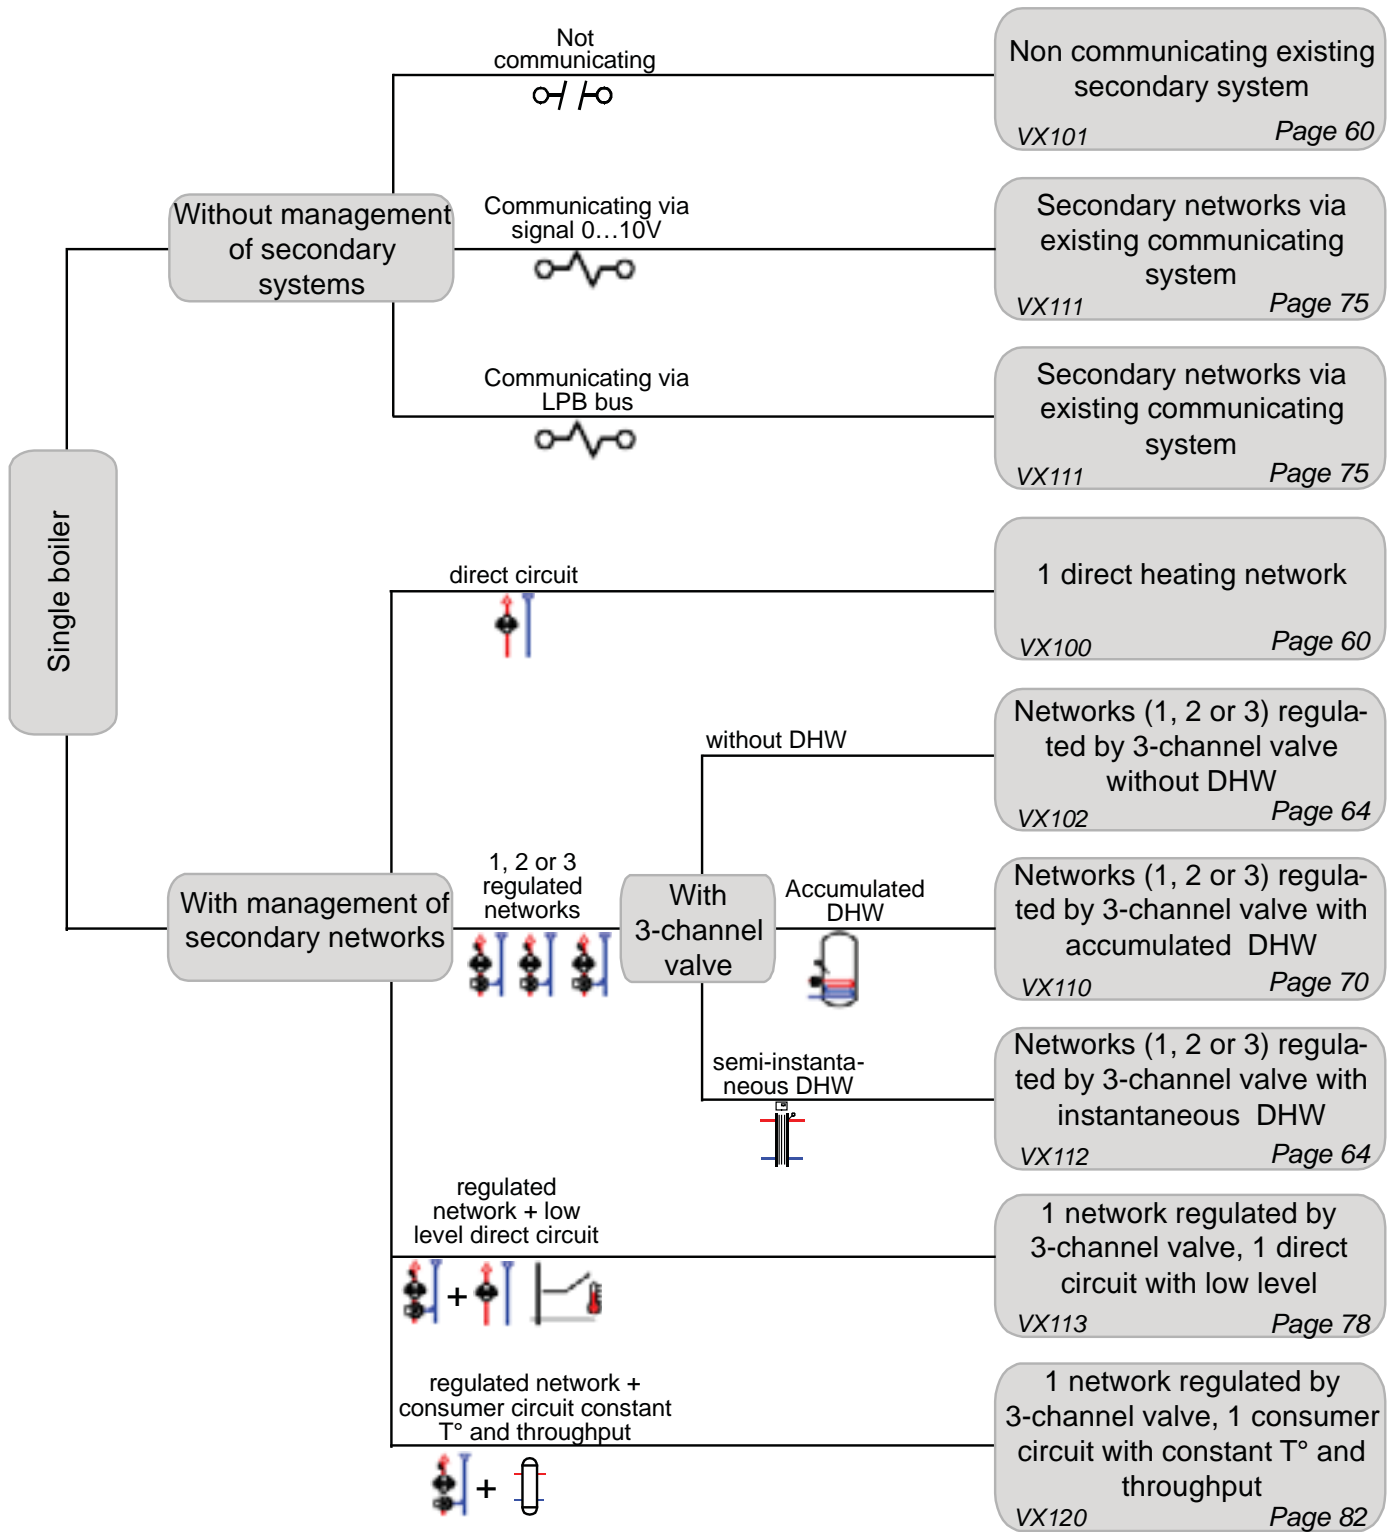 Not
communicating
Non communicating existing
secondary system
VX101 Page 60
Without management
of secondary
systems
Communicating via
signal 0...10V
Secondary networks via
existing communicating
system
VX111 Page 75
Communicating via
LPB bus
Secondary networks via
existing communicating
system
VX111 Page 75
Single boiler
direct circuit
1 direct heating network
VX100 Page 60
without DHW
Networks (1, 2 or 3) regula-
ted by 3-channel valve
without DHW
VX102 Page 64
With management of
secondary networks
1, 2 or 3
regulated
networks
With
3-channel
valve
Accumulated
DHW
Networks (1, 2 or 3) regula-
ted by 3-channel valve with
accumulated DHW
VX110 Page 70
semi-instanta-
neous DHW
Networks (1, 2 or 3) regula-
ted by 3-channel valve with
instantaneous DHW
VX112 Page 64
regulated
network + low
level direct circuit
+
1 network regulated by
3-channel valve, 1 direct
circuit with low level
VX113 Page 78
regulated network +
consumer circuit constant
T° and throughput
+
1 network regulated by
3-channel valve, 1 consumer
circuit with constant T° and
throughput
VX120 Page 82